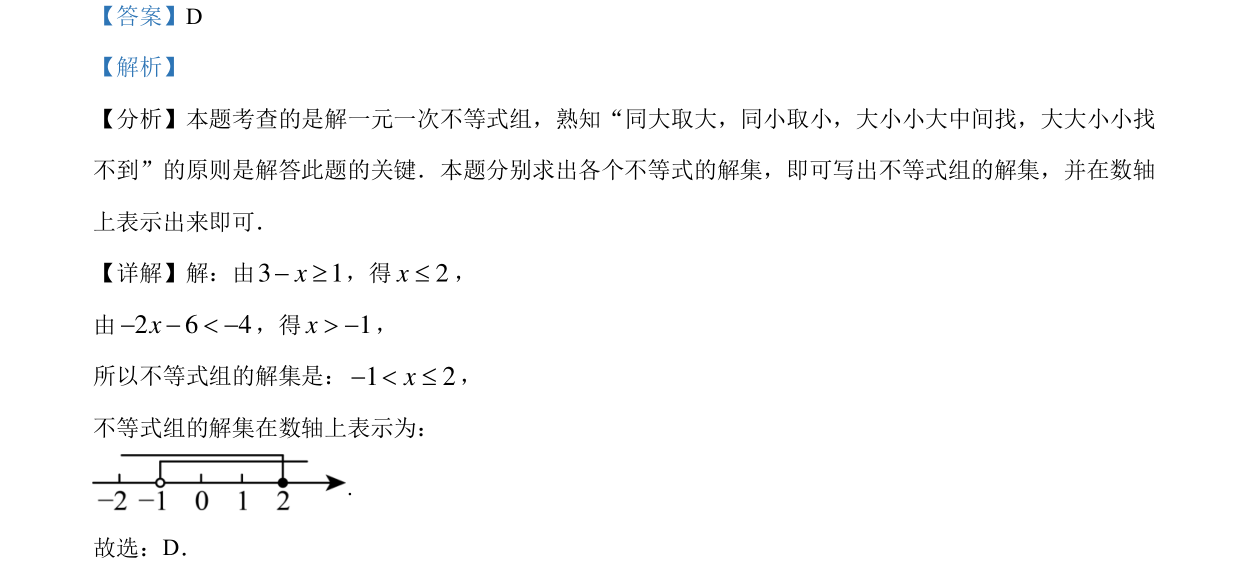 【答案】D
【解析】
【分析】本题考查的是解一元一次不等式组，熟知“同大取大，同小取小，大小小大中间找，大大小小找
不到”的原则是解答此题的关键．本题分别求出各个不等式的解集，即可写出不等式组的解集，并在数轴
上表示出来即可．
【详解】解：由3−x≥1，得x≤2，
由−2x−6<−4，得x>−1，
所以不等式组的解集是：−1<x≤2，
不等式组的解集在数轴上表示为：
−2 −1 0 1 2 .
故选：D．